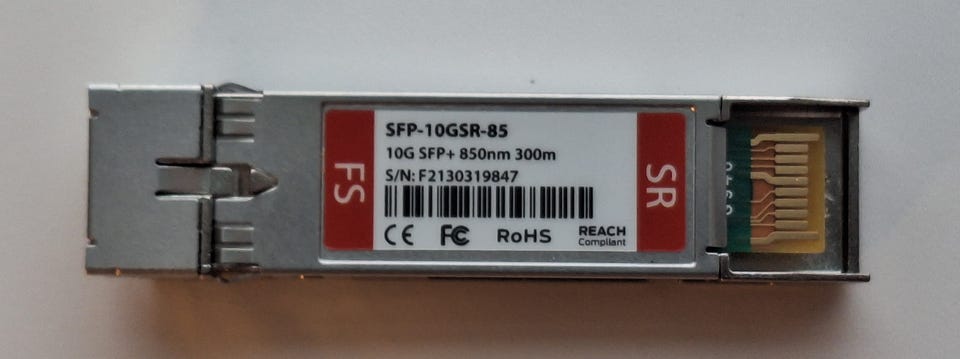 FS
SFP-10GSR-85
10G SFP+ 850nm 300m
S/N: F2130319847
CE FC RoHS REACH
Compliant
SR